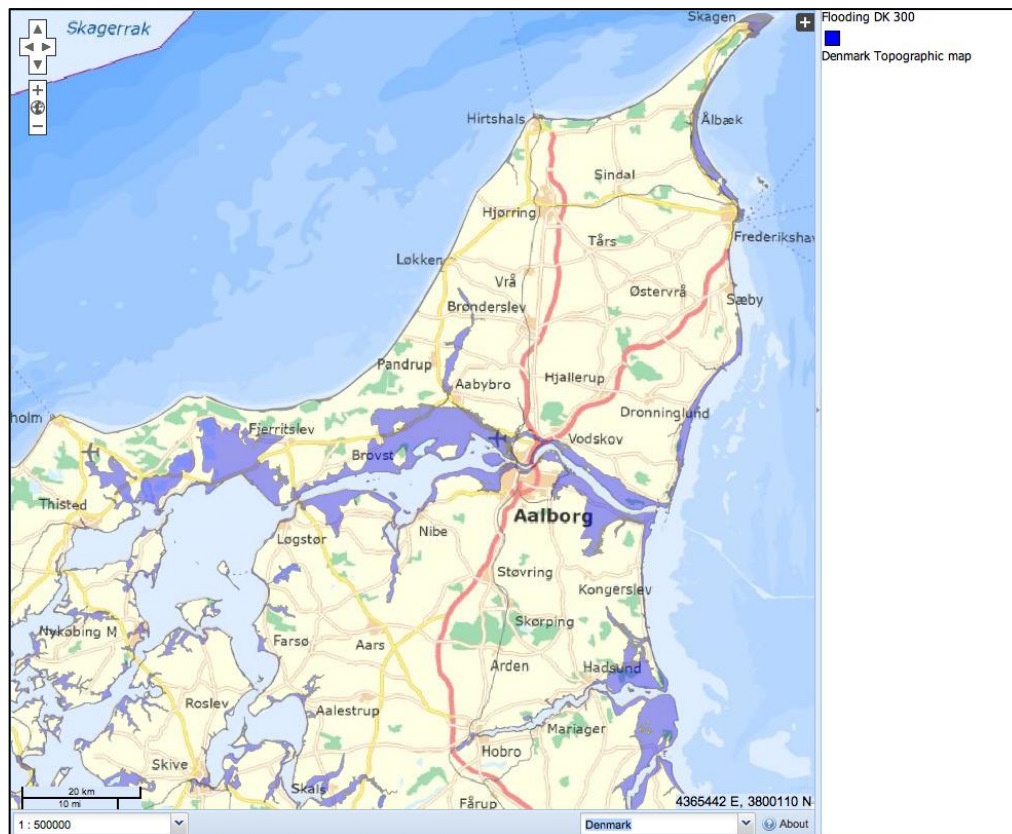 Skagerrak
Skagen
Flooding DK 300
Denmark Topographic map
Hirtshals
Ålbæk
Sindal
Hjørring
Tårs
Frederikshav
Løkken
Vrå
Østervrå
Sæby
Brønderslev
Pandrup
Aabybro
Hjallerup
Dronninglund
holm
Fjerritslev
Vodskov
Brovst
Thisted
Aalborg
Nibe
Løgstør
Støvring
Kongerslev
Skørping
Nykøbing M
Farsø
Aars
Arden
Hadsund
Roslev
Aalestrup
Mariager
Hobro
Skive
Skals
Fårup
20 km
10 mi
4365442 E, 3800110 N
1 : 500000
Denmark
About